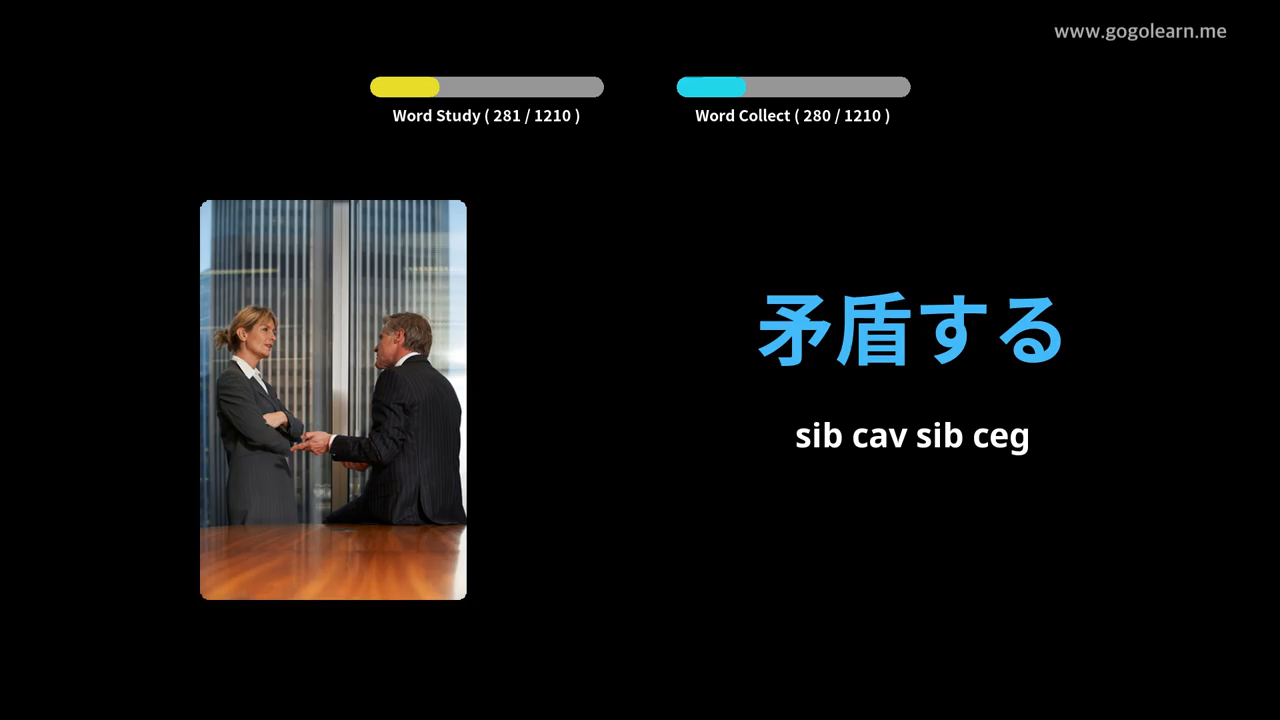 www.gogolearn.me
Word Study ( 281 / 1210 )
Word Collect ( 280 / 1210 )
矛盾する
sib cav sib ceg